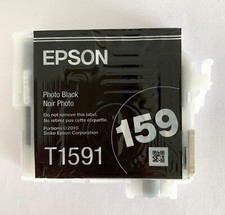 EPSON
Photo Black
Noir Photo
Do not remove this label.
Ne retirez pas cette étiquette.
Portions ©2010
Seiko Epson Corporation
159
T1591